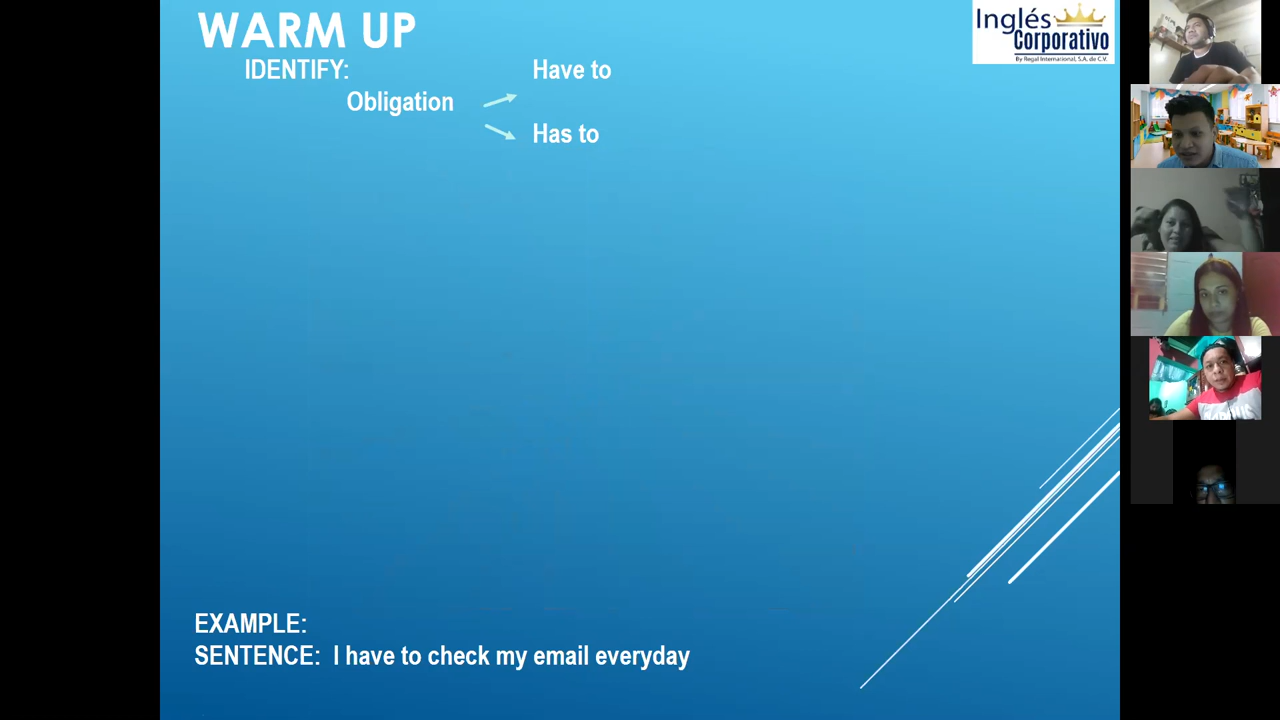 WARM UP
IDENTIFY:
Have to
Obligation
Has to
EXAMPLE:
SENTENCE: I have to check my email everyday
Inglés
Corporativo
By Regal International, S.A. de C.V.